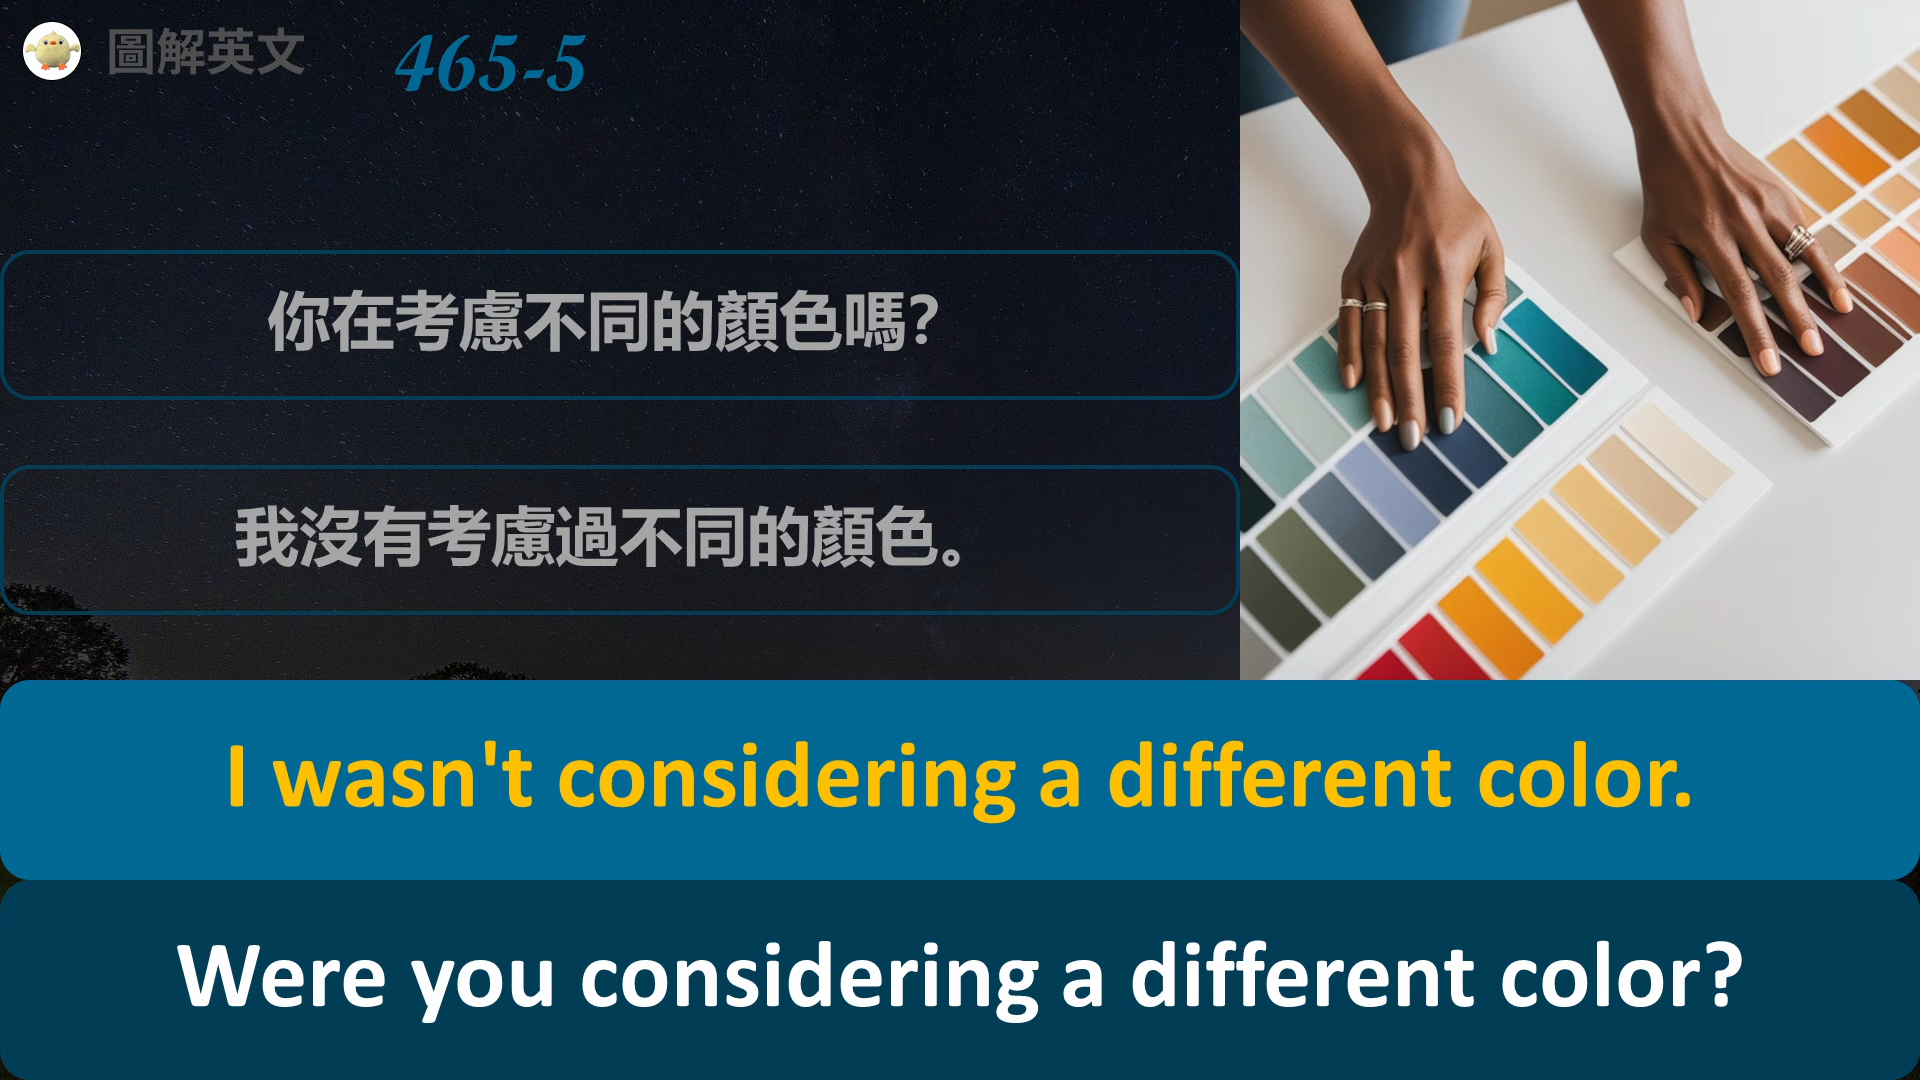 圖解英文 465-5
你在考慮不同的顏色嗎?
我沒有考慮過不同的顏色。
I wasn't considering a different color.
Were you considering a different color?